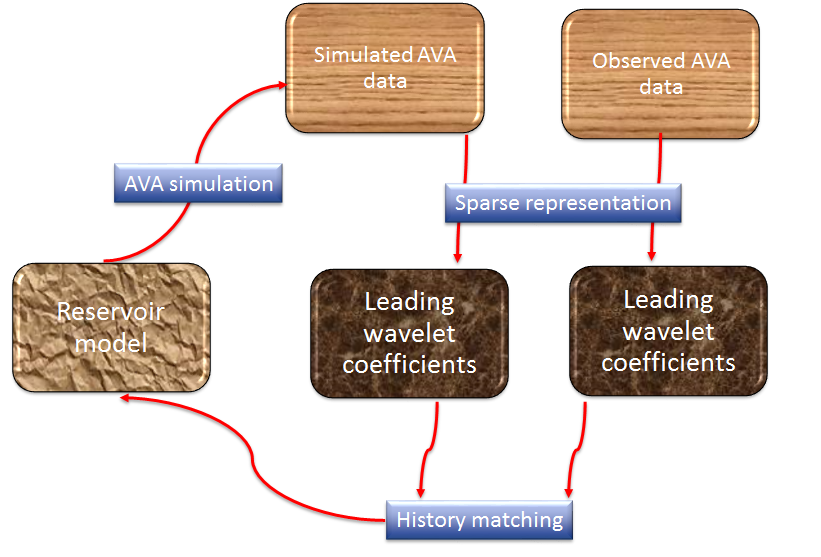 Simulated AVA
data
Observed AVA
data
AVA simulation
Sparse representation
Reservoir
model
Leading
wavelet
coefficients
Leading
wavelet
coefficients
History matching